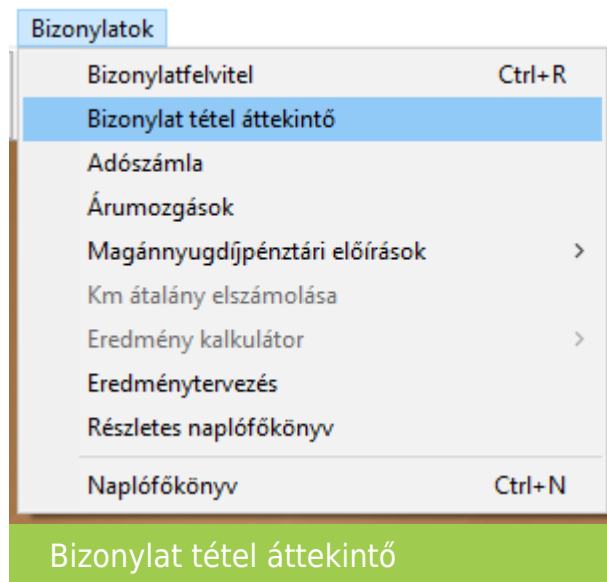 Bizonylatok
Bizonylatfelvitel Ctrl+R
Bizonylat tétel áttekintő
Adószámla
Árumozgások
Magánnyugdíjpénztári előírások >
Km átalány elszámolása
Eredmény kalkulátor >
Eredménytervezés
Részletes naplófőkönyv
Naplófőkönyv Ctrl+N
Bizonylat tétel áttekintő